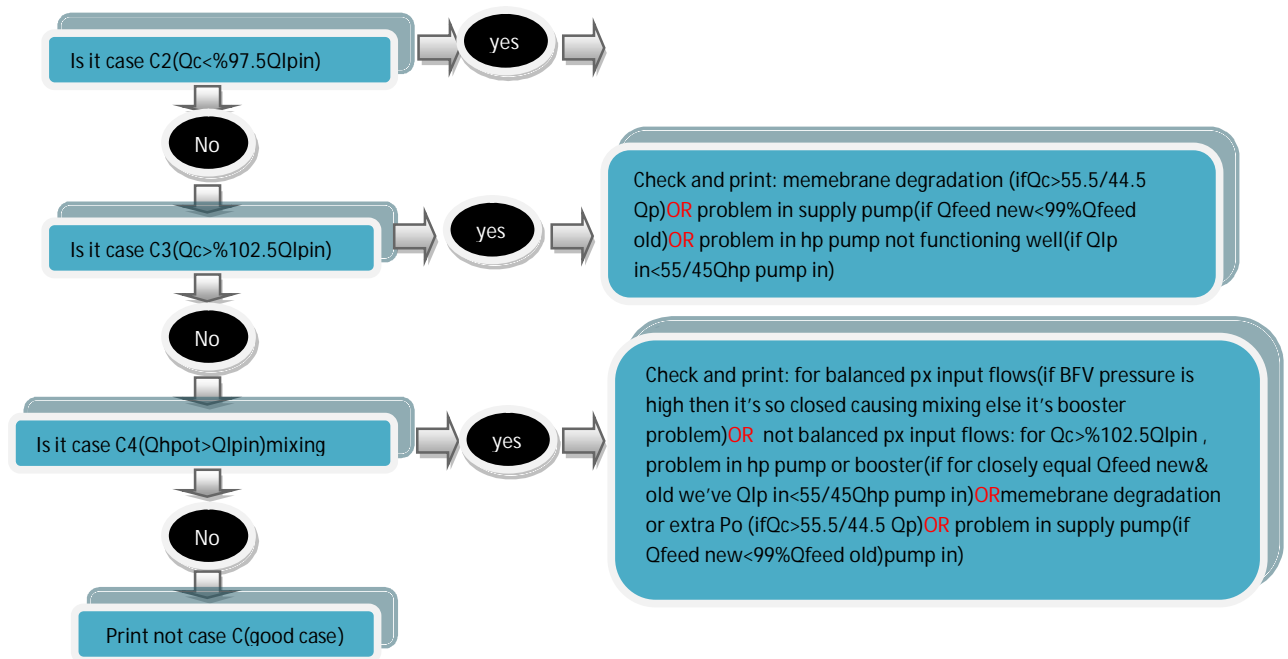 Is it case C2(Qc<%97.5Qlpin)
yes
No
Is it case C3(Qc>%102.5Qlpin)
yes
Check and print: memebrane degradation (ifQc>55.5/44.5
Qp)OR problem in supply pump(if Qfeed new<99%Qfeed
old)OR problem in hp pump not functioning well(if Qlp
in<55/45Qhp pump in)
No
Is it case C4(Qhpot>Qlpin)mixing
yes
Check and print: for balanced px input flows(if BFV pressure is
high then it's so closed causing mixing else it's booster
problem)OR not balanced px input flows: for Qc>%102.5Qlpin ,
problem in hp pump or booster(if for closely equal Qfeed new&
old we've Qlp in<55/45Qhp pump in)ORmemebrane degradation
or extra Po (ifQc>55.5/44.5 Qp)OR problem in supply pump(if
Qfeed new<99%Qfeed old)pump in)
No
Print not case C(good case)